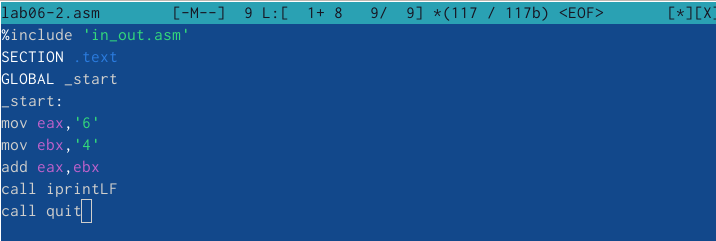 lab06-2.asm        [-M--]  9 L:[  1+ 8   9/  9] *(117 / 117b) <EOF>        [*][X]
%include 'in_out.asm'
SECTION .text
GLOBAL _start
_start:
mov eax,'6'
mov ebx,'4'
add eax,ebx
call iprintLF
call quit